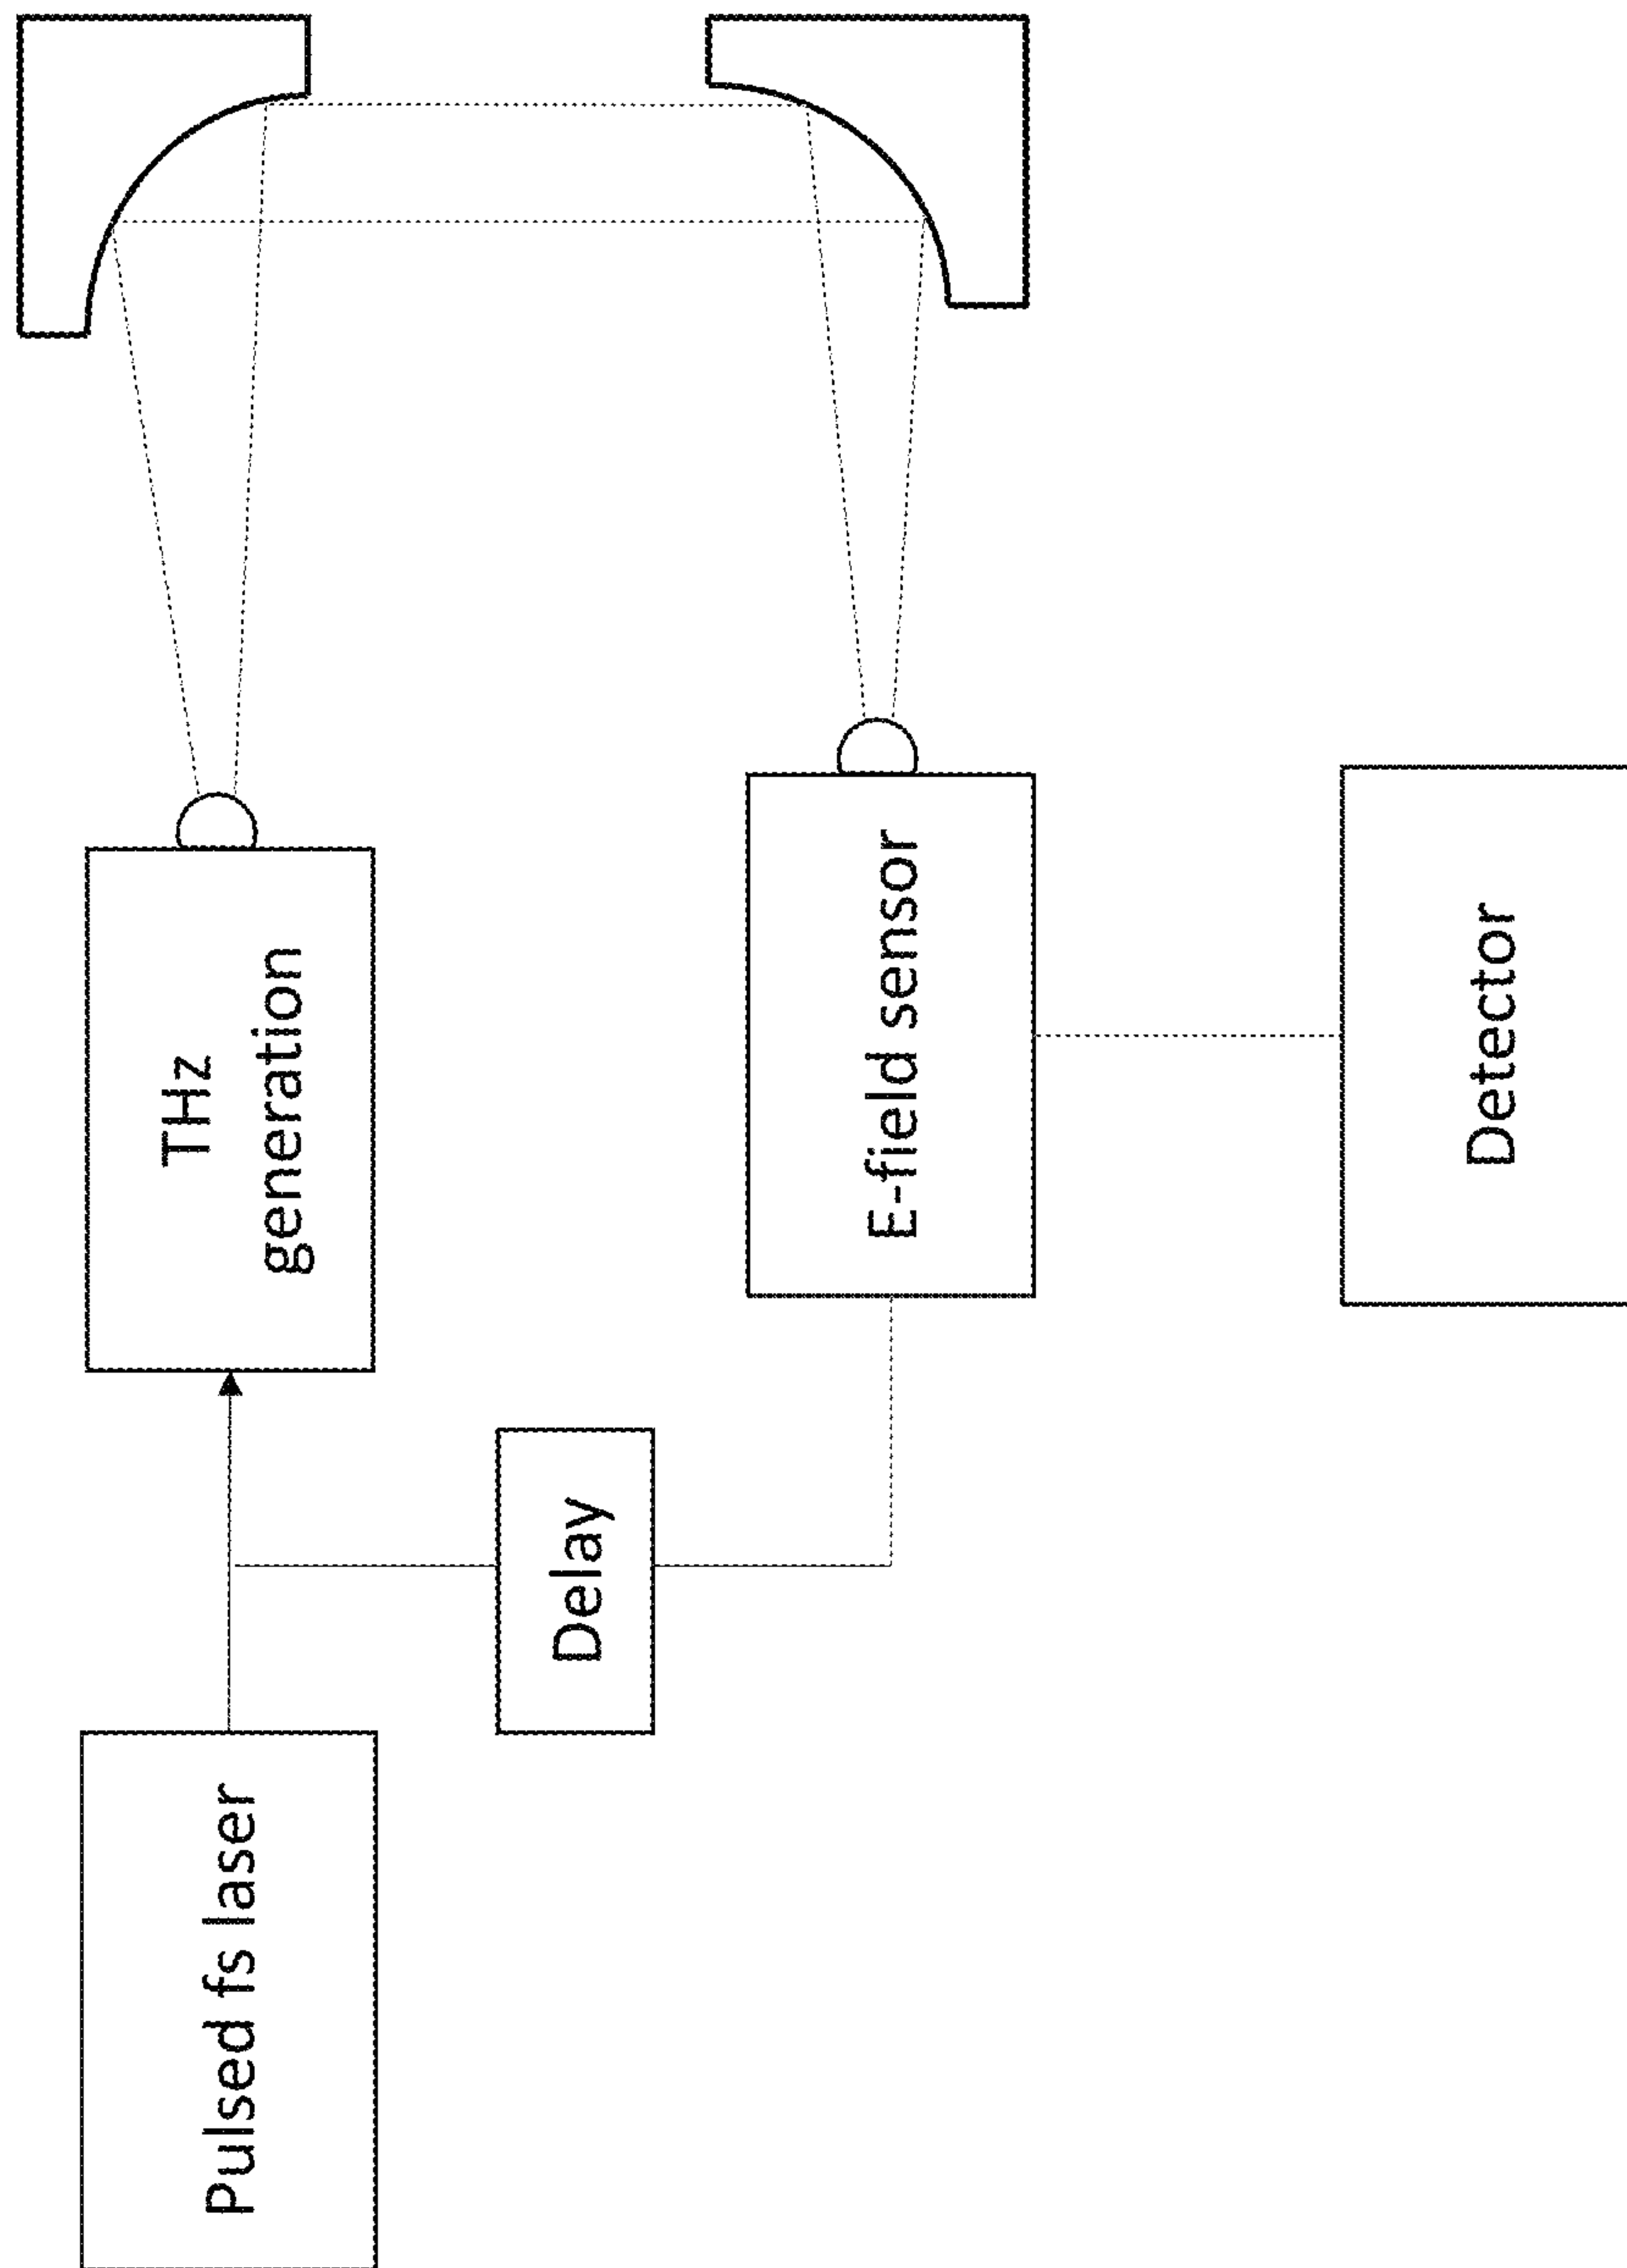 Pulsed fs laser
Delay
THz
generation
E-field sensor
Detector